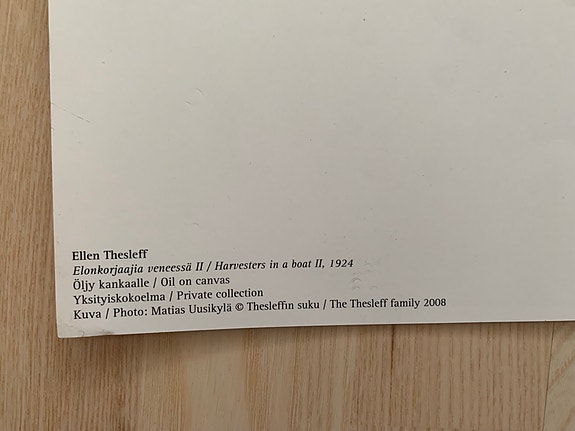 Ellen Thesleff
Elonkorjaajia veneessä II / Harvesters in a boat II, 1924
Öljy kankaalle / Oil on canvas
Yksityiskokoelma / Private collection
Kuva / Photo: Matias Uusikylä © Thesleffin suku / The Thesleff family 2008